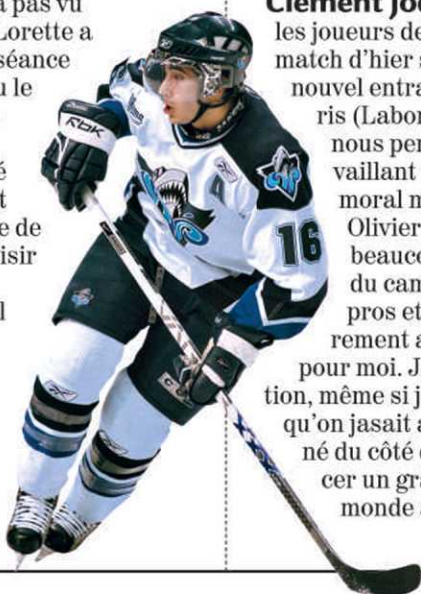 a pas vu
Lorette a
séance
u le
é
t
e de
isir
l
Clément Jod
les joueurs de
match d'hier s
nouvel entra
ris (Labor
nous per
vaillant
moral m
Olivier
beauce
du cam
pros et
rement a
pour moi. J
tion, même si j
qu'on jasait a
né du côté
cer un gra
monde
RBK
A
16